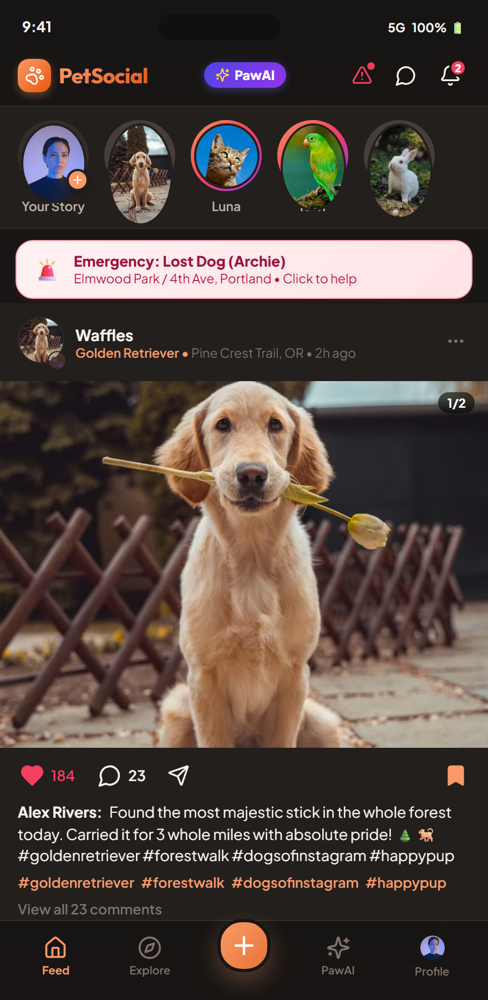 9:41
5G 100%
PetSocial
PawAI
2
Your Story
Luna
Emergency: Lost Dog (Archie)
Elmwood Park / 4th Ave, Portland • Click to help
Waffles
Golden Retriever • Pine Crest Trail, OR • 2h ago
1/2
184
23
Alex Rivers: Found the most majestic stick in the whole forest
today. Carried it for 3 whole miles with absolute pride! 🌲 🐕
#goldenretriever #forestwalk #dogsofinstagram #happypup
#goldenretriever #forestwalk #dogsofinstagram #happypup
View all 23 comments
Feed
Explore
PawAI
Profile